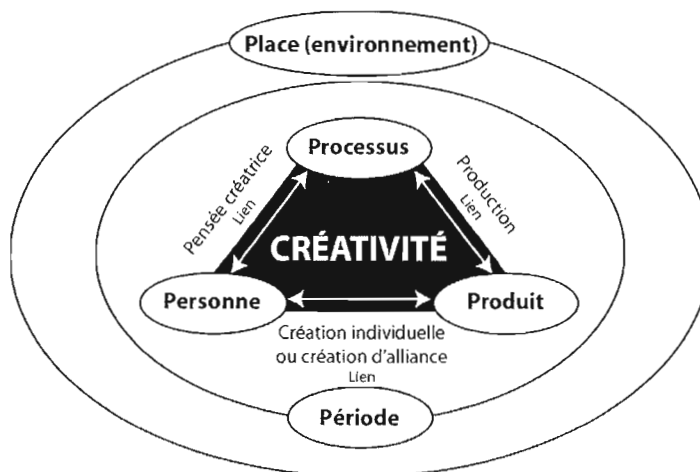 Place (environnement)
Processus
Pensée créatrice
Lien
Production
Lien
CRÉATIVITÉ
Personne
Produit
Création individuelle
ou création d'alliance
Lien
Période